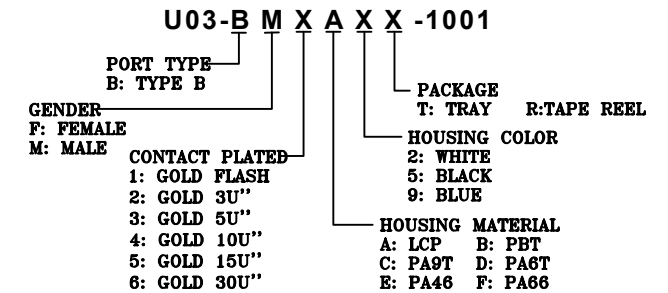 U03-B M X A X X -1001
PORT TYPE
B: TYPE B
GENDER
F: FEMALE
M: MALE
CONTACT PLATED
1: GOLD FLASH
2: GOLD 3U''
3: GOLD 5U''
4: GOLD 10U''
5: GOLD 15U''
6: GOLD 30U''
PACKAGE
T: TRAY R:TAPE REEL
HOUSING COLOR
2: WHITE
5: BLACK
9: BLUE
HOUSING MATERIAL
A: LCP B: PBT
C: PA9T D: PA6T
E: PA46 F: PA66